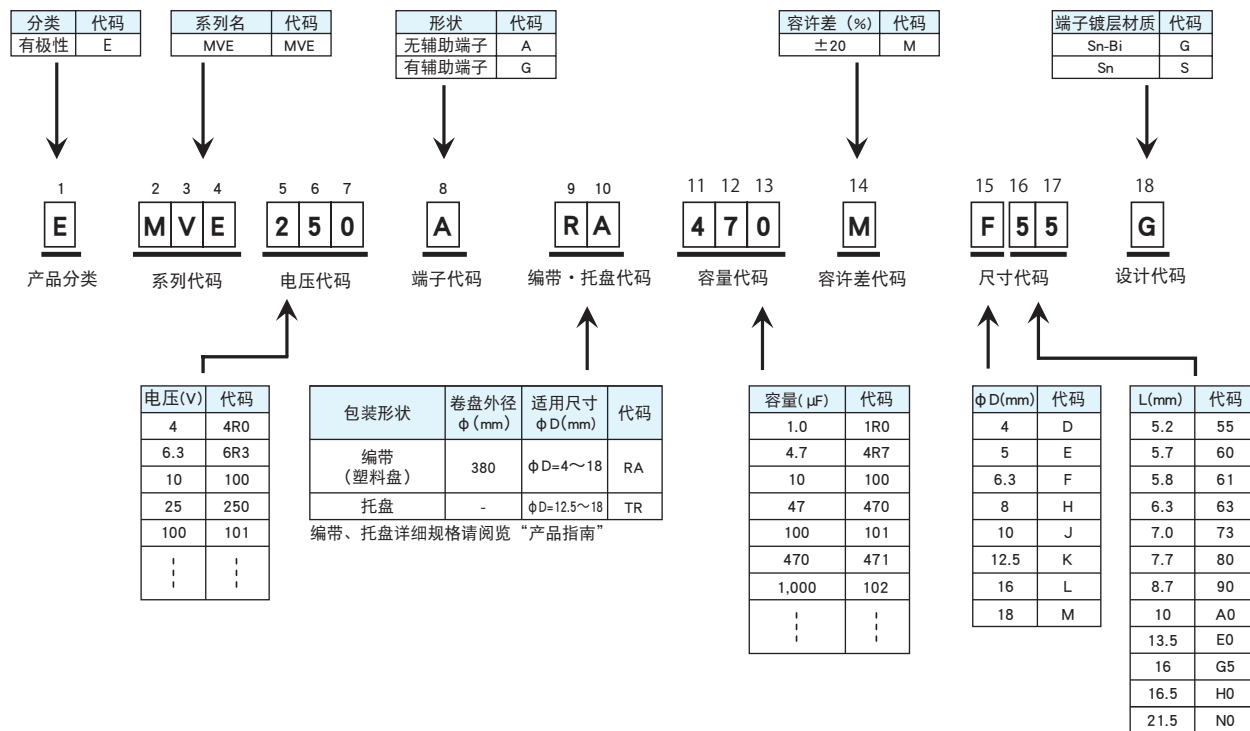 分类 代码
有极性 E
系列名 代码
MVE MVE
形状 代码
无辅助端子 A
有辅助端子 G
容许差（%） 代码
±20 M
端子镀层材质 代码
Sn-Bi G
Sn S
1 2 3 4 5 6 7 8 9 10 11 12 13 14 15 16 17 18
E M V E 2 5 0 A R A 4 7 0 M F 5 5 G
产品分类 系列代码 电压代码 端子代码 编带・托盘代码 容量代码 容许差代码 尺寸代码 设计代码
电压(V) 代码
4 4R0
6.3 6R3
10 100
25 250
100 101
包装形状 卷盘外径 φ(mm) 适用尺寸 φD(mm) 代码
编带（塑料盘） 380 φD=4～18 RA
托盘 - φD=12.5～18 TR
编带、托盘详细规格请阅览“产品指南”
容量(μF) 代码
1.0 1R0
4.7 4R7
10 100
47 470
100 101
470 471
1,000 102
φD(mm) 代码
4 D
5 E
6.3 F
8 H
10 J
12.5 K
16 L
18 M
L(mm) 代码
5.2 55
5.7 60
5.8 61
6.3 63
7.0 73
7.7 80
8.7 90
10 A0
13.5 E0
16 G5
16.5 H0
21.5 N0